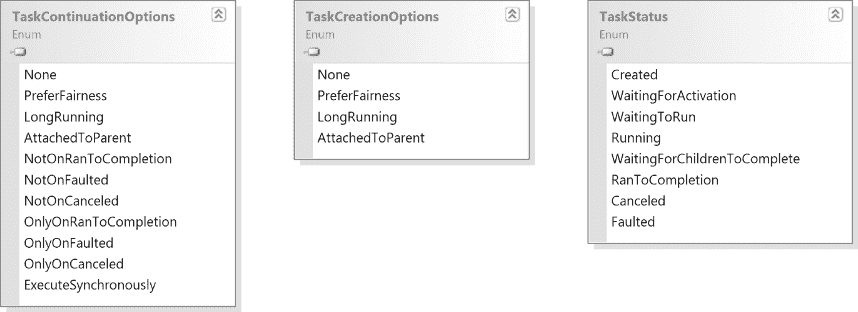 TaskContinuationOptions
Enum
None
PreferFairness
LongRunning
AttachedToParent
NotOnRanToCompletion
NotOnFaulted
NotOnCanceled
OnlyOnRanToCompletion
OnlyOnFaulted
OnlyOnCanceled
ExecuteSynchronously
TaskCreationOptions
Enum
None
PreferFairness
LongRunning
AttachedToParent
TaskStatus
Enum
Created
WaitingForActivation
WaitingToRun
Running
WaitingForChildrenToComplete
RanToCompletion
Canceled
Faulted